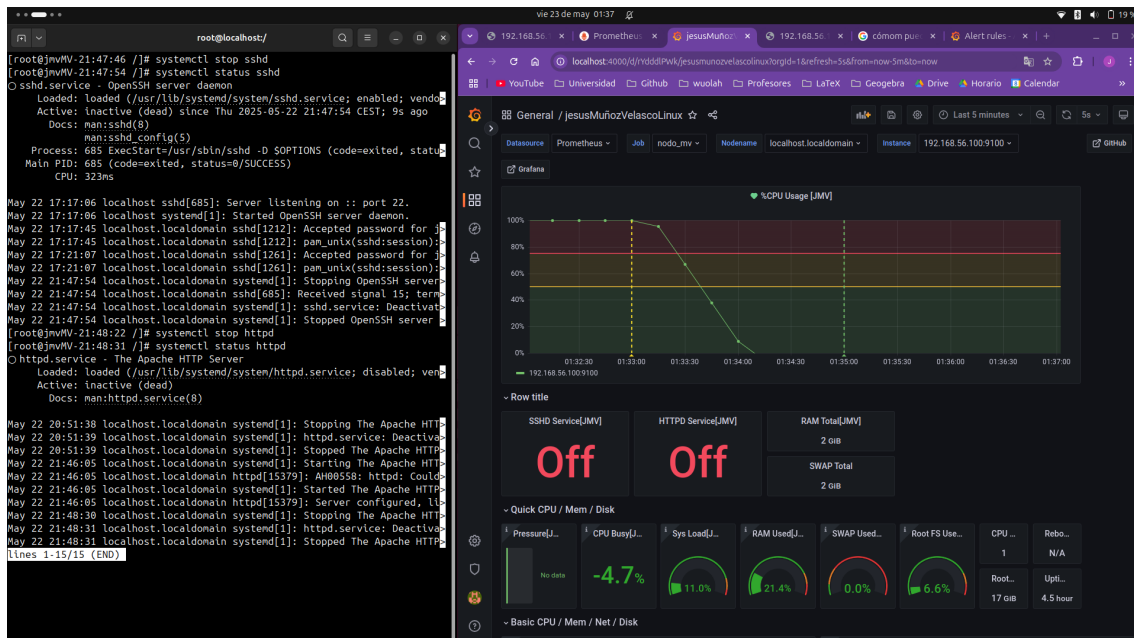 vie 23 de may  01:37
19 %
root@localhost:/
[root@jmvMV-21:47:46 /]# systemctl stop sshd
[root@jmvMV-21:47:54 /]# systemctl status sshd
○ sshd.service - OpenSSH server daemon
Loaded: loaded (/usr/lib/systemd/system/sshd.service; enabled; vendo>
Active: inactive (dead) since Thu 2025-05-22 21:47:54 CEST; 9s ago
Docs: man:sshd(8)
man:sshd_config(5)
Process: 685 ExecStart=/usr/sbin/sshd -D $OPTIONS (code=exited, statu>
Main PID: 685 (code=exited, status=0/SUCCESS)
CPU: 323ms
May 22 17:17:06 localhost sshd[685]: Server listening on :: port 22.
May 22 17:17:06 localhost systemd[1]: Started OpenSSH server daemon.
May 22 17:17:45 localhost.localdomain sshd[1212]: Accepted password for j>
May 22 17:17:45 localhost.localdomain sshd[1212]: pam_unix(sshd:session):>
May 22 17:21:07 localhost.localdomain sshd[1261]: Accepted password for j>
May 22 17:21:07 localhost.localdomain sshd[1261]: pam_unix(sshd:session):>
May 22 21:47:54 localhost.localdomain systemd[1]: Stopping OpenSSH server>
May 22 21:47:54 localhost.localdomain sshd[685]: Received signal 15; term>
May 22 21:47:54 localhost.localdomain systemd[1]: sshd.service: Deactivat>
May 22 21:47:54 localhost.localdomain systemd[1]: Stopped OpenSSH server >
[root@jmvMV-21:48:22 /]# systemctl stop httpd
[root@jmvMV-21:48:31 /]# systemctl status httpd
○ httpd.service - The Apache HTTP Server
Loaded: loaded (/usr/lib/systemd/system/httpd.service; disabled; ven>
Active: inactive (dead)
Docs: man:httpd.service(8)
May 22 20:51:38 localhost.localdomain systemd[1]: Stopping The Apache HTT>
May 22 20:51:39 localhost.localdomain systemd[1]: httpd.service: Deactiva>
May 22 20:51:39 localhost.localdomain systemd[1]: Stopped The Apache HTTP>
May 22 21:46:05 localhost.localdomain systemd[1]: Starting The Apache HTT>
May 22 21:46:05 localhost.localdomain httpd[15379]: AH00558: httpd: Could>
May 22 21:46:05 localhost.localdomain systemd[1]: Started The Apache HTTP>
May 22 21:46:05 localhost.localdomain httpd[15379]: Server configured, li>
May 22 21:48:30 localhost.localdomain systemd[1]: Stopping The Apache HTT>
May 22 21:48:31 localhost.localdomain systemd[1]: httpd.service: Deactiva>
May 22 21:48:31 localhost.localdomain systemd[1]: Stopped The Apache HTTP>
lines 1-15/15 (END)
192.168.56.1 Prometheus jesusMuñoz 192.168.56. cómom pue Alert rules -
localhost:4000/d/rYdddlPWk/jesusmunozvelascolinux?orgId=1&refresh=5s&from=now-5m&to=now
YouTube Universidad Github wuolah Profesores LaTeX Geogebra Drive Horario Calendar
General / jesusMuñozVelascoLinux
Last 5 minutes 5s
Datasource Prometheus Job nodo_mv Nodename localhost.localdomain Instance 192.168.56.100:9100 GitHub
Grafana
%CPU Usage [JMV]
100%
80%
60%
40%
20%
0%
01:32:30 01:33:00 01:33:30 01:34:00 01:34:30 01:35:00 01:35:30 01:36:00 01:36:30 01:37:00
192.168.56.100:9100
Row title
SSHD Service[JMV] HTTPD Service[JMV] RAM Total[JMV]
Off Off 2 GiB
SWAP Total
2 GiB
Quick CPU / Mem / Disk
Pressure[J... CPU Busy[J... Sys Load[J... RAM Used[J... SWAP Used... Root FS Use... CPU ... Rebo...
1 N/A
No data -4.7% 11.0% 21.4% 0.0% 6.6%
Root... Upti...
17 GiB 4.5 hour
Basic CPU / Mem / Net / Disk